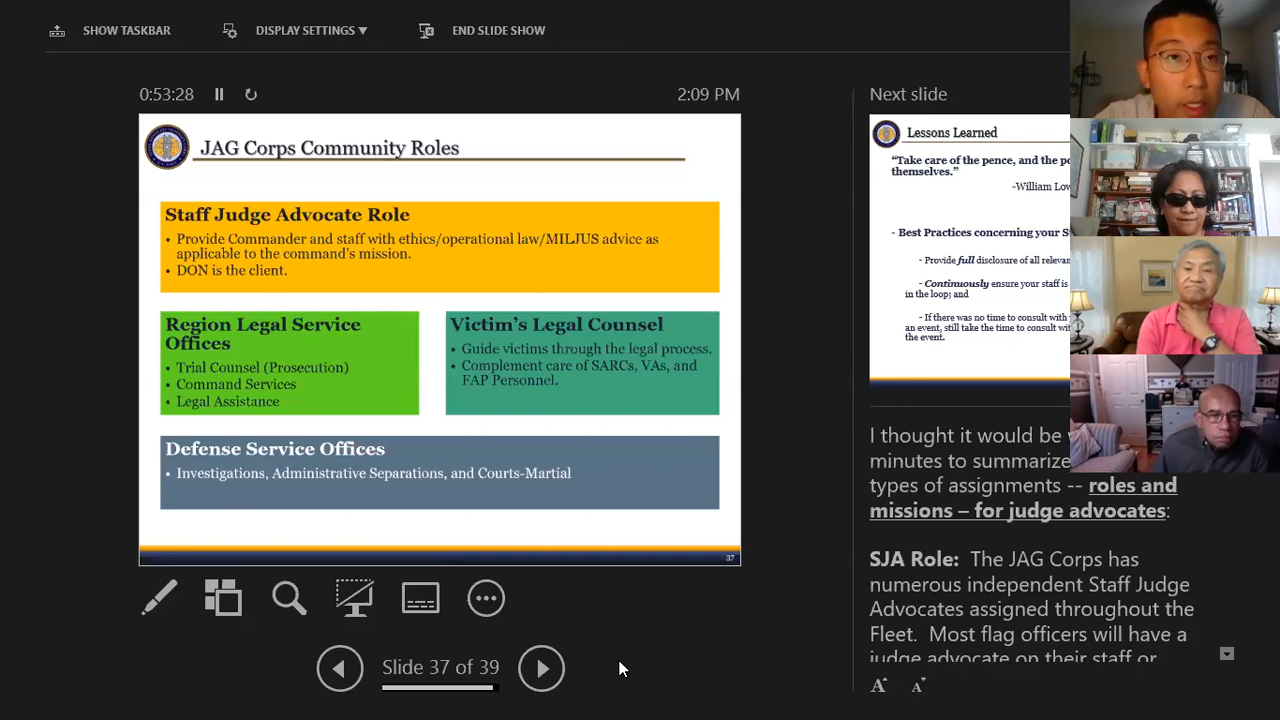 SHOW TASKBAR
DISPLAY SETTINGS ▾
END SLIDE SHOW
0:53:28
2:09 PM
JAG Corps Community Roles
Staff Judge Advocate Role
• Provide Commander and staff with ethics/operational law/MILJUS advice as
applicable to the command's mission.
• DON is the client.
Region Legal Service
Offices
• Trial Counsel (Prosecution)
• Command Services
• Legal Assistance
Victim's Legal Counsel
• Guide victims through the legal process.
• Complement care of SARCs, VAs, and
FAP Personnel.
Defense Service Offices
• Investigations, Administrative Separations, and Courts-Martial
37
Slide 37 of 39
Next slide
Lessons Learned
"Take care of the pence, and the po
themselves."
-William Low
- Best Practices concerning your S
- Provide full disclosure of all relevan
- Continuously ensure your staff is
in the loop; and
- If there was no time to consult with
an event, still take the time to consult wit
the event.
I thought it would be
minutes to summarize
types of assignments -- roles and
missions – for judge advocates:
SJA Role: The JAG Corps has
numerous independent Staff Judge
Advocates assigned throughout the
Fleet. Most flag officers will have a
judge advocate on their staff or
A A